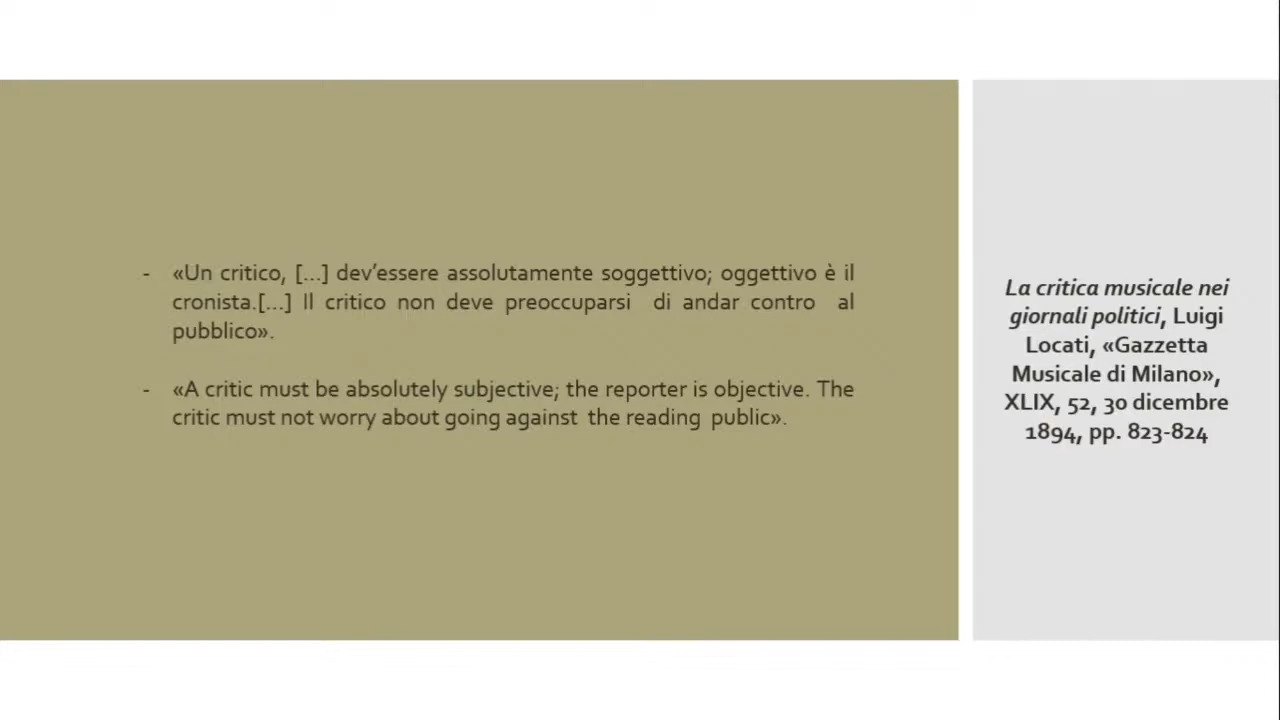 - «Un critico, [...] dev'essere assolutamente soggettivo; oggettivo è il
cronista.[...] Il critico non deve preoccuparsi di andar contro al
pubblico».
- «A critic must be absolutely subjective; the reporter is objective. The
critic must not worry about going against the reading public».
La critica musicale nei
giornali politici, Luigi
Locati, «Gazzetta
Musicale di Milano»,
XLIX, 52, 30 dicembre
1894, pp. 823-824